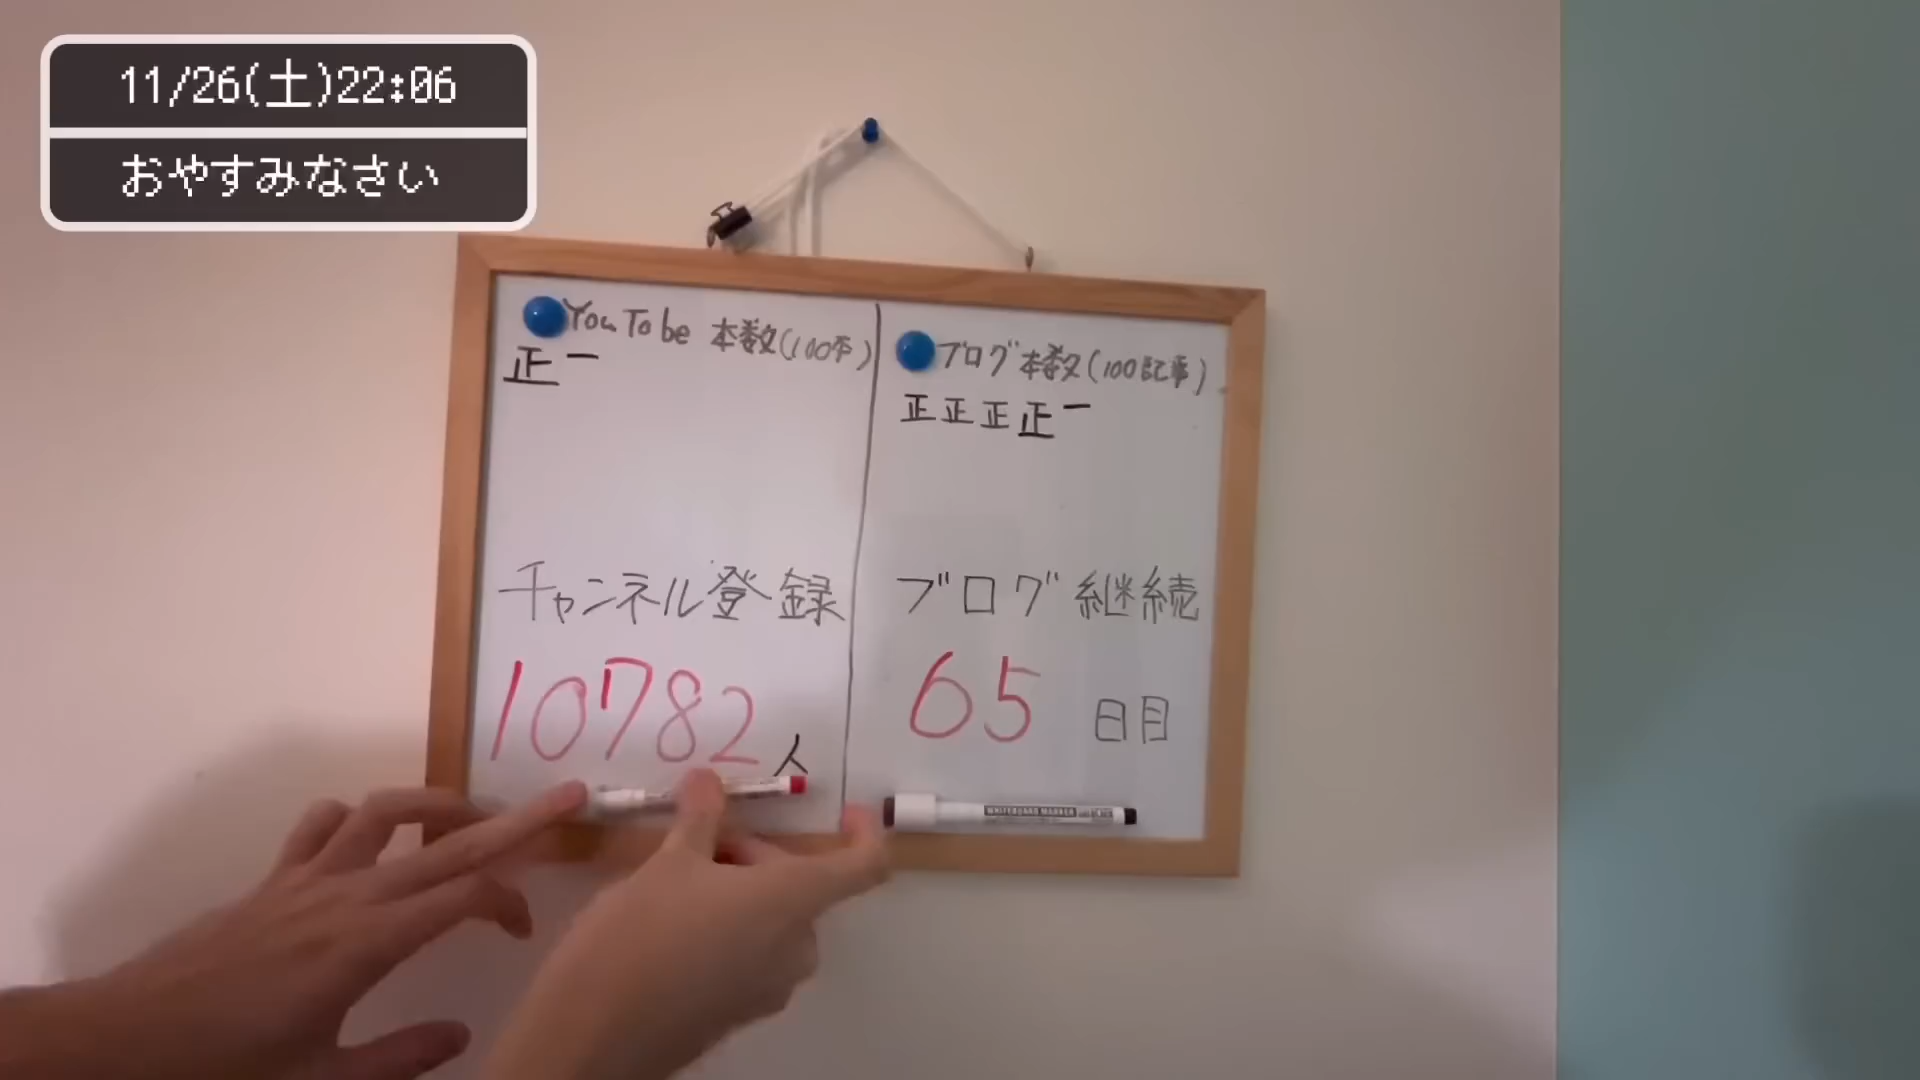 11/26(土)22:06
おやすみなさい
YouTobe 本数(100本)
正一
ブログ本数(100記事)
正正正正一
チャンネル登録
10782人
ブログ継続
65日目
WHITEBOARD MARKER